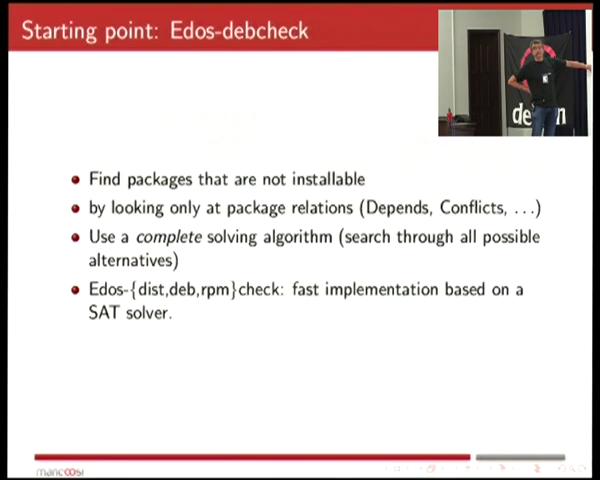 Starting point: Edos-debcheck
de n
Find packages that are not installable
by looking only at package relations (Depends, Conflicts, ...)
Use a complete solving algorithm (search through all possible
alternatives)
Edos-{dist,deb,rpm}check: fast implementation based on a
SAT solver.
mancoosi